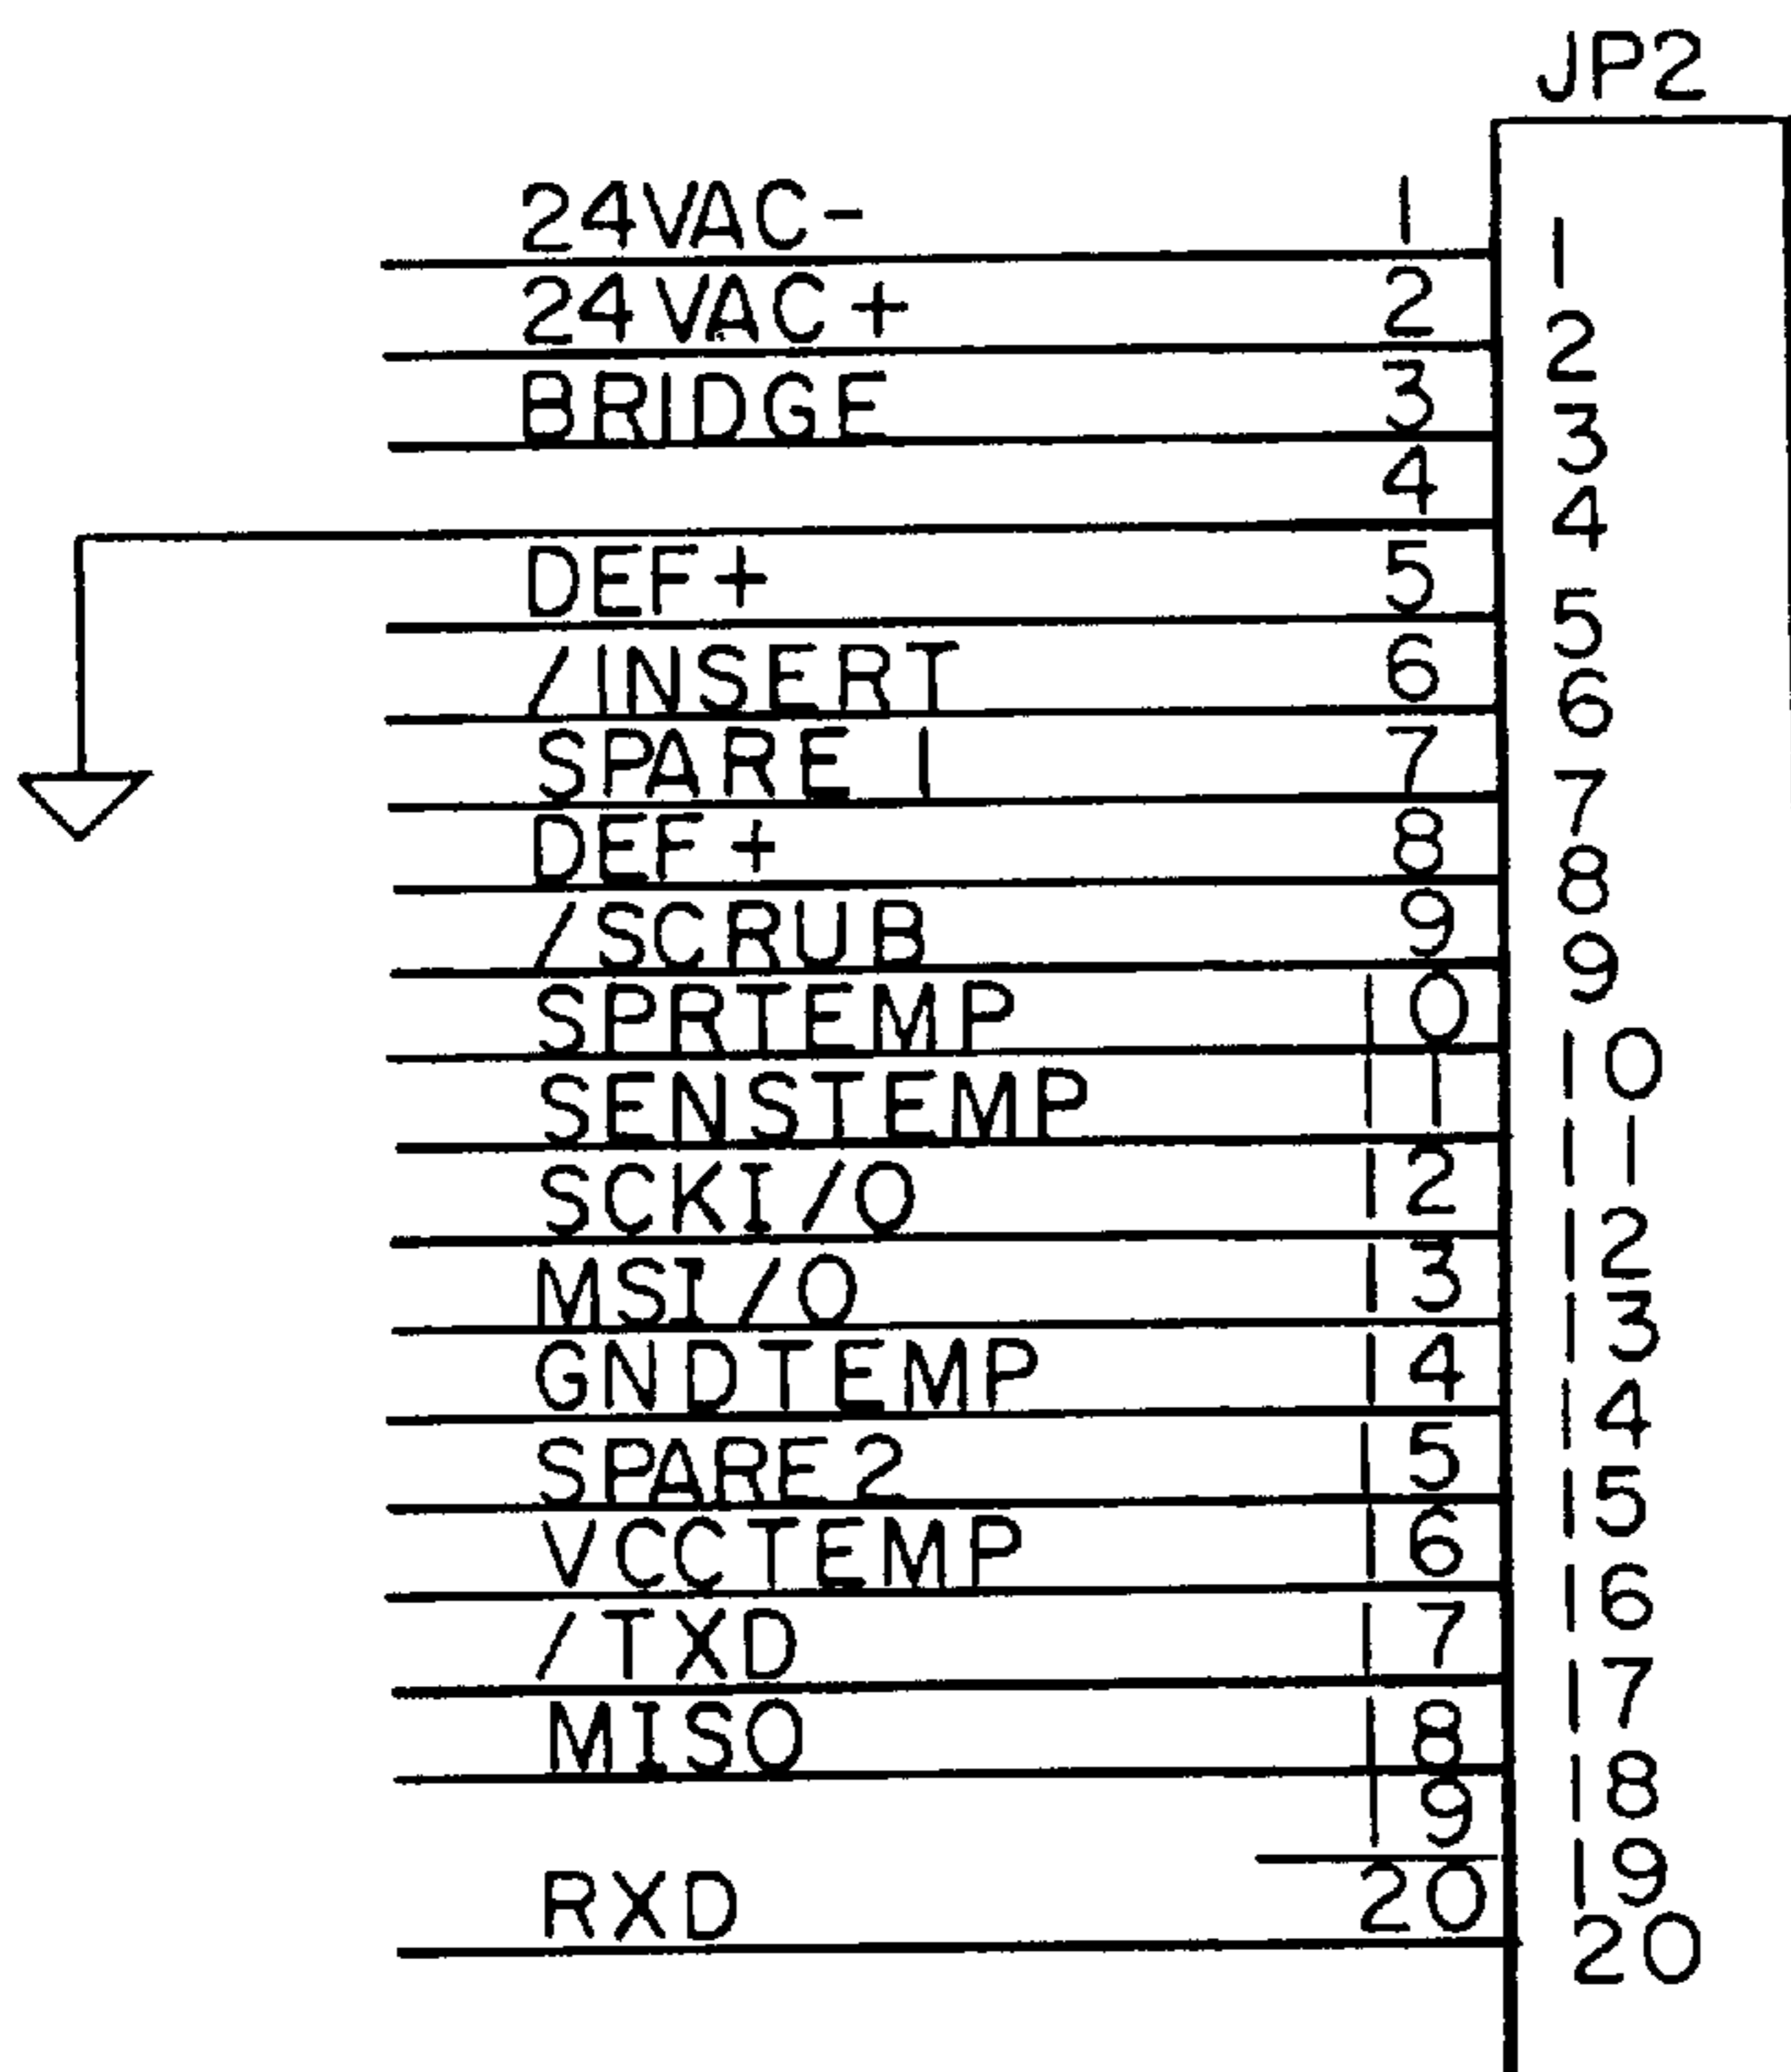 JP2
24VAC- 1 1
24VAC+ 2 2
BRIDGE 3 3
4 4
DEF+ 5 5
/INSERT 6 6
SPARE1 7 7
DEF+ 8 8
/SCRUB 9 9
SPRTEMP 10 10
SENSTEMP 11 11
SCKI/O 12 12
MSI/O 13 13
GNDTEMP 14 14
SPARE2 15 15
VCCTEMP 16 16
/TXD 17 17
MISO 18 18
19 19
RXD 20 20